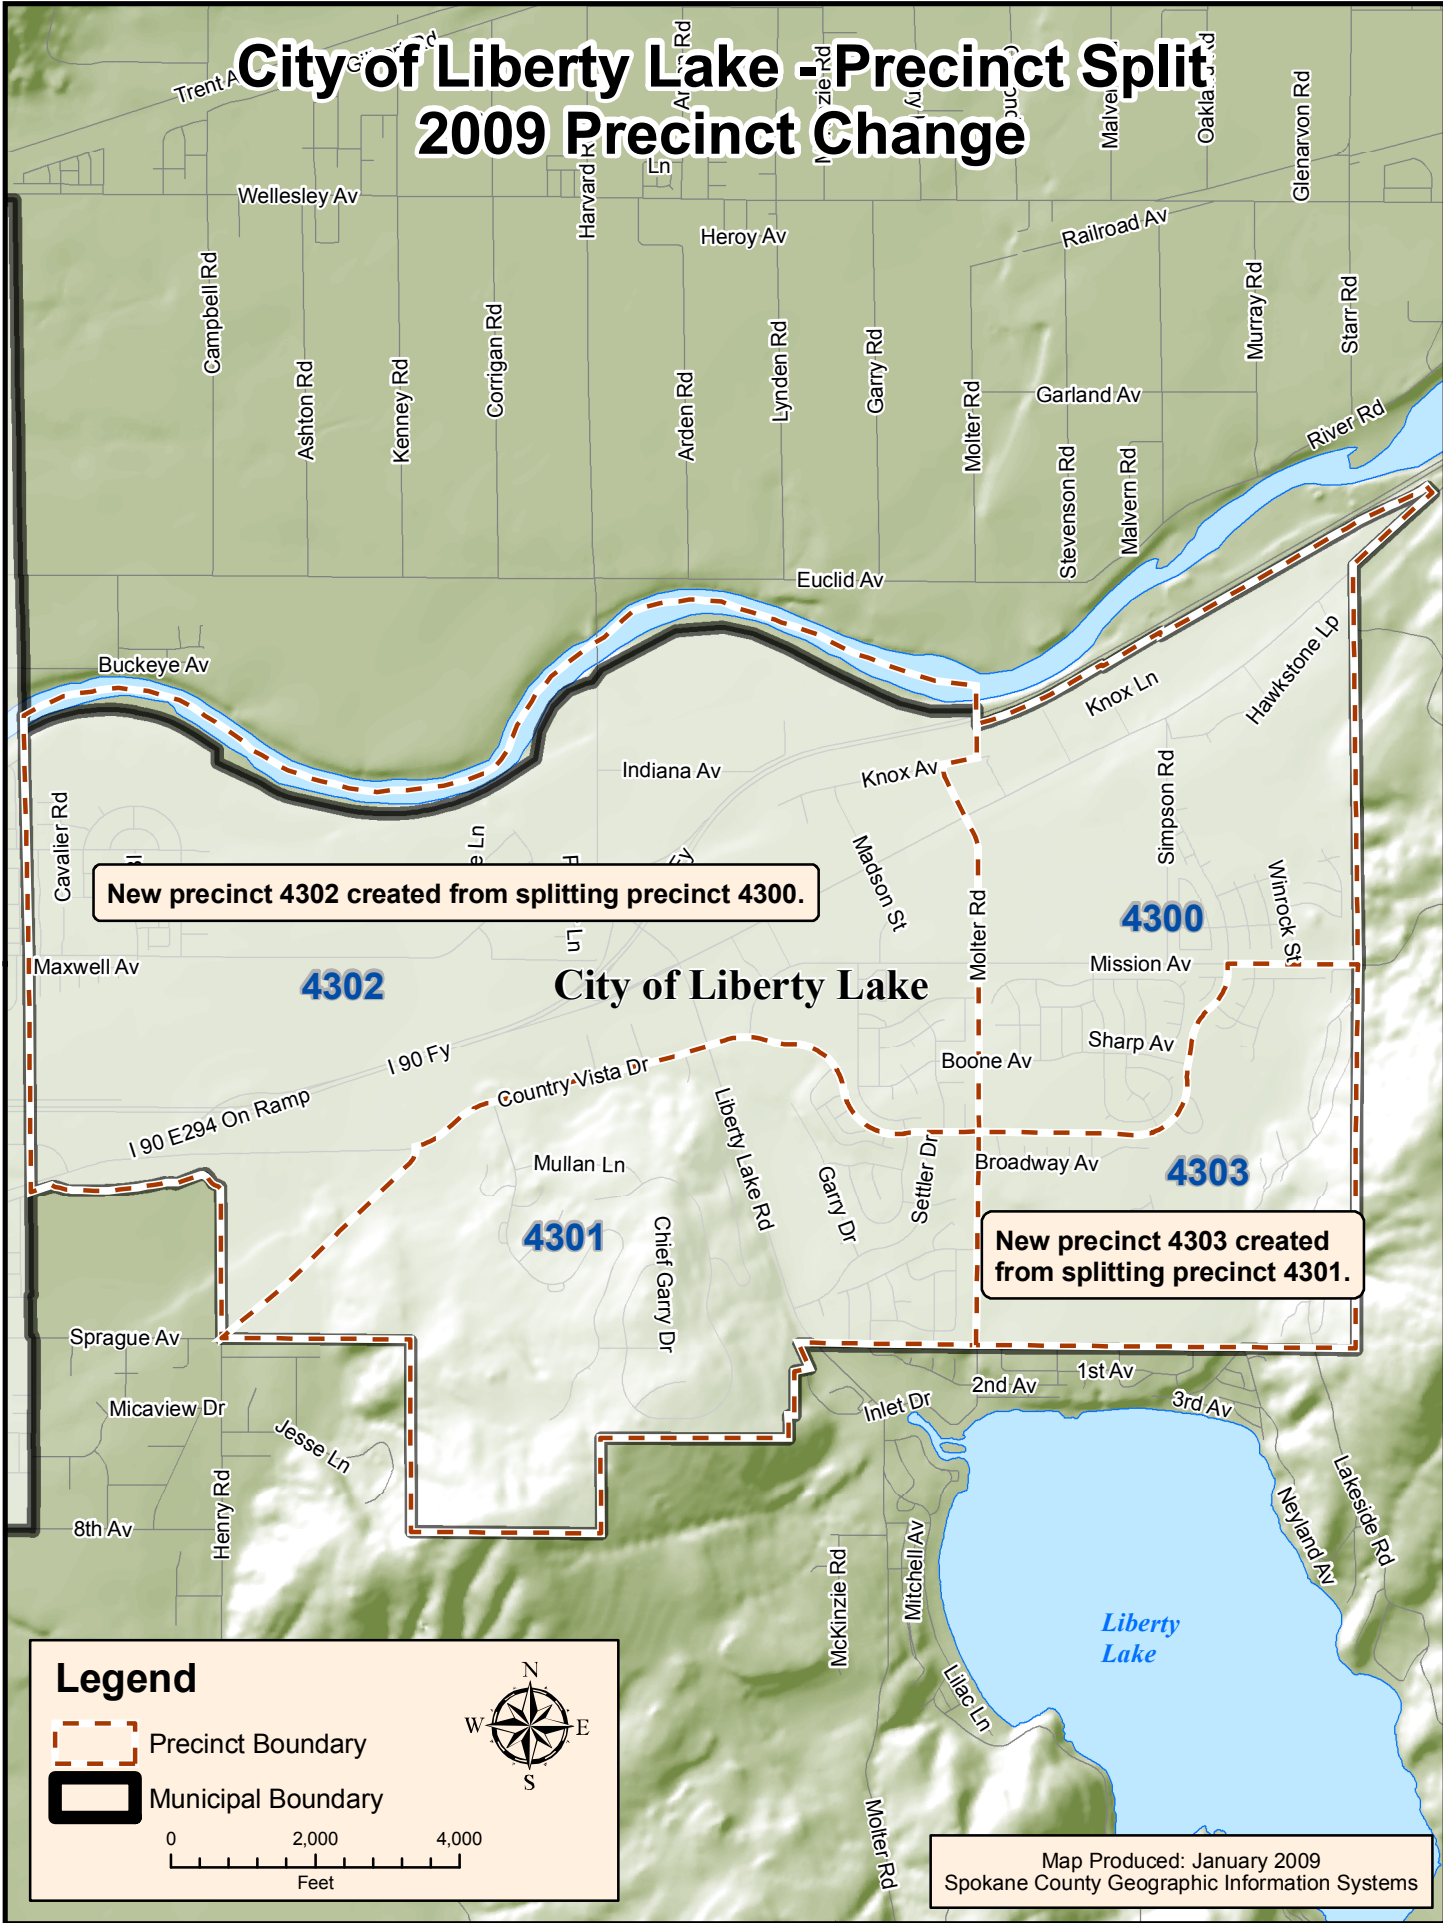 City of Liberty Lake - Precinct Split
2009 Precinct Change
Trent A
Harvard R
Ln
Malver
Glenarvon Rd
Wellesley Av
Heroy Av
Railroad Av
Campbell Rd
Ashton Rd
Kenney Rd
Corrigan Rd
Arden Rd
Lynden Rd
Garry Rd
Molter Rd
Murray Rd
Starr Rd
Garland Av
River Rd
Stevenson Rd
Malvern Rd
Euclid Av
Buckeye Av
Hawkstone Lp
Knox Ln
Indiana Av
Knox Av
Simpson Rd
Cavalier Rd
e Ln
Madson St
Winrock St
New precinct 4302 created from splitting precinct 4300.
Ln
Molter Rd
4300
Maxwell Av
4302
City of Liberty Lake
Mission Av
Sharp Av
Boone Av
I 90 Fy
Country Vista Dr
I 90 E294 On Ramp
Liberty Lake Rd
Mullan Ln
Garry Dr
Settler Dr
Broadway Av
4303
4301
Chief Garry Dr
New precinct 4303 created
from splitting precinct 4301.
Sprague Av
1st Av
2nd Av
3rd Av
Inlet Dr
Micaview Dr
Jesse Ln
Henry Rd
8th Av
Lakeside Rd
Neyland Av
McKinzie Rd
Mitchell Av
Liberty
Lake
Lilac Ln
Molter Rd
Legend
N
W
E
S
Precinct Boundary
Municipal Boundary
0 2,000 4,000
Feet
Map Produced: January 2009
Spokane County Geographic Information Systems